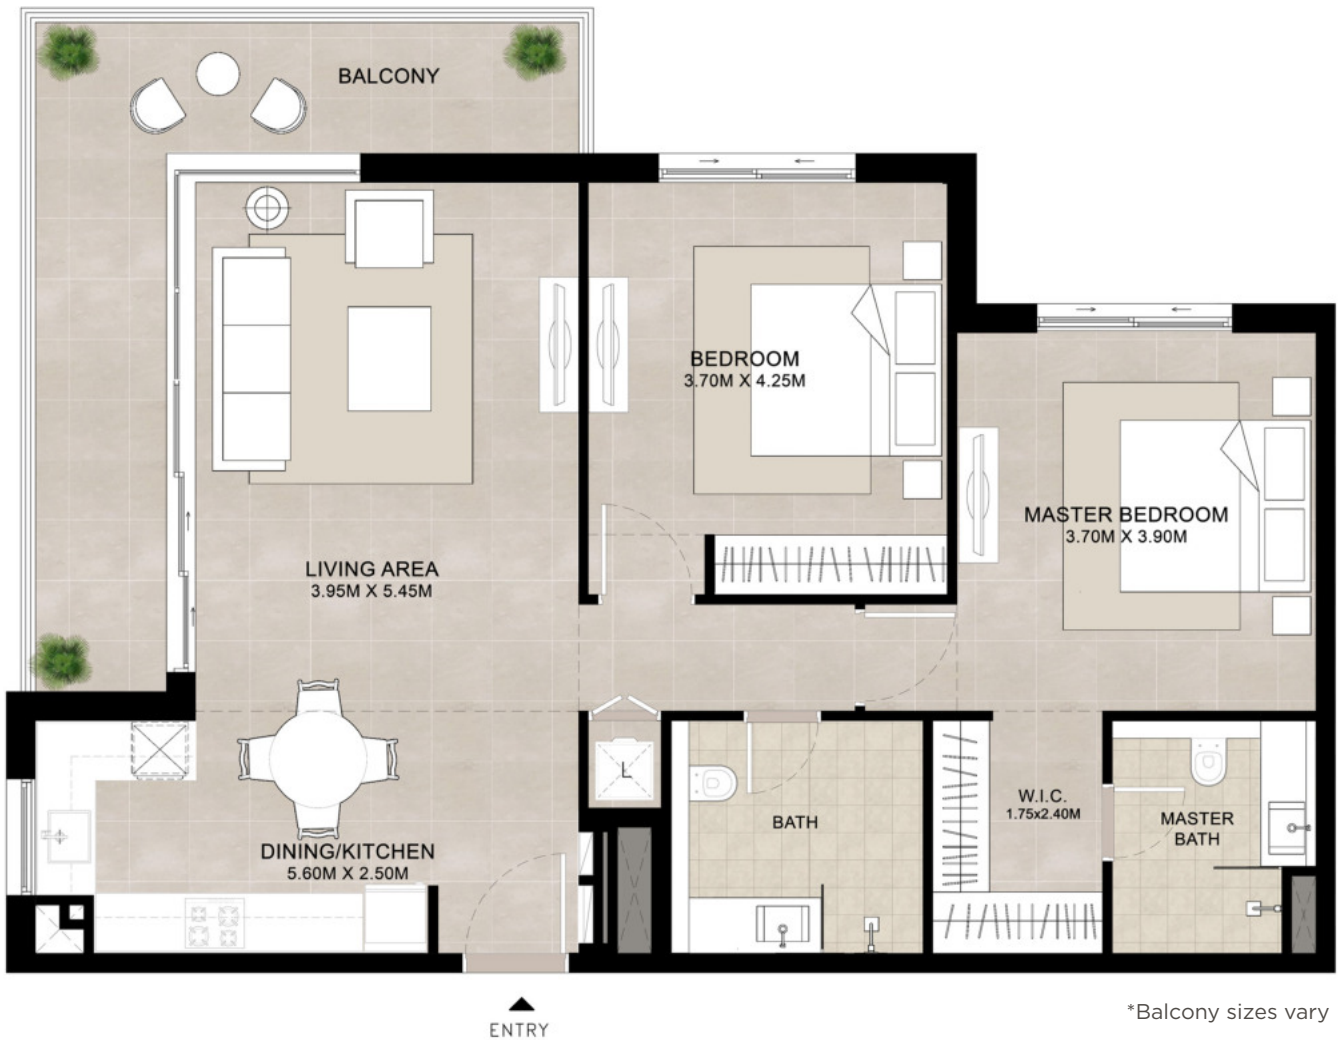 BALCONY
BEDROOM
3.70M X 4.25M
MASTER BEDROOM
3.70M X 3.90M
LIVING AREA
3.95M X 5.45M
L
W.I.C.
1.75x2.40M
BATH
MASTER
BATH
DINING/KITCHEN
5.60M X 2.50M
ENTRY
*Balcony sizes vary